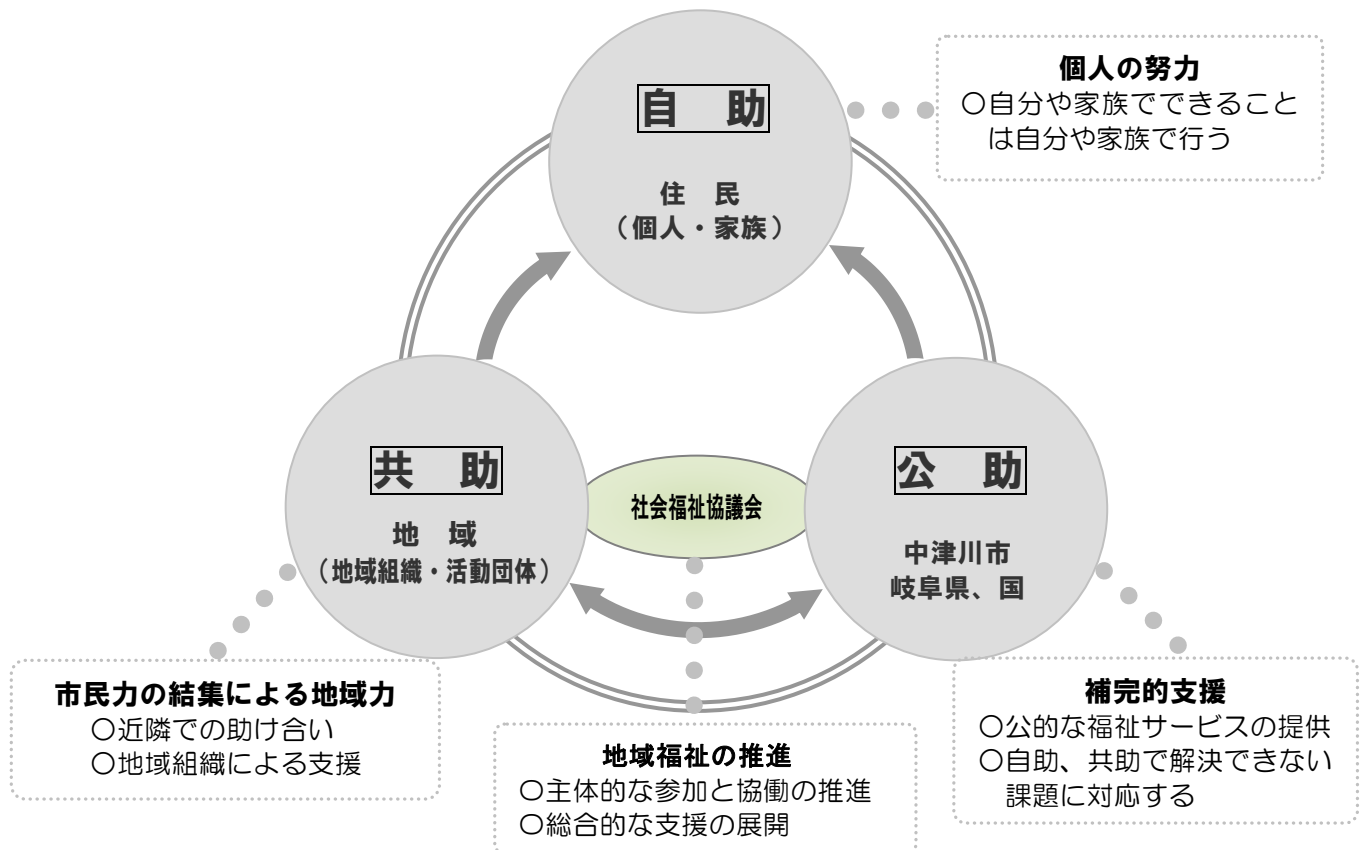 自　助
住　民
（個人・家族）
個人の努力
〇自分や家族でできること
は自分や家族で行う
共　助
地　域
（地域組織・活動団体）
社会福祉協議会
公　助
中津川市
岐阜県、国
市民力の結集による地域力
〇近隣での助け合い
〇地域組織による支援
地域福祉の推進
〇主体的な参加と協働の推進
〇総合的な支援の展開
補完的支援
〇公的な福祉サービスの提供
〇自助、共助で解決できない
課題に対応する